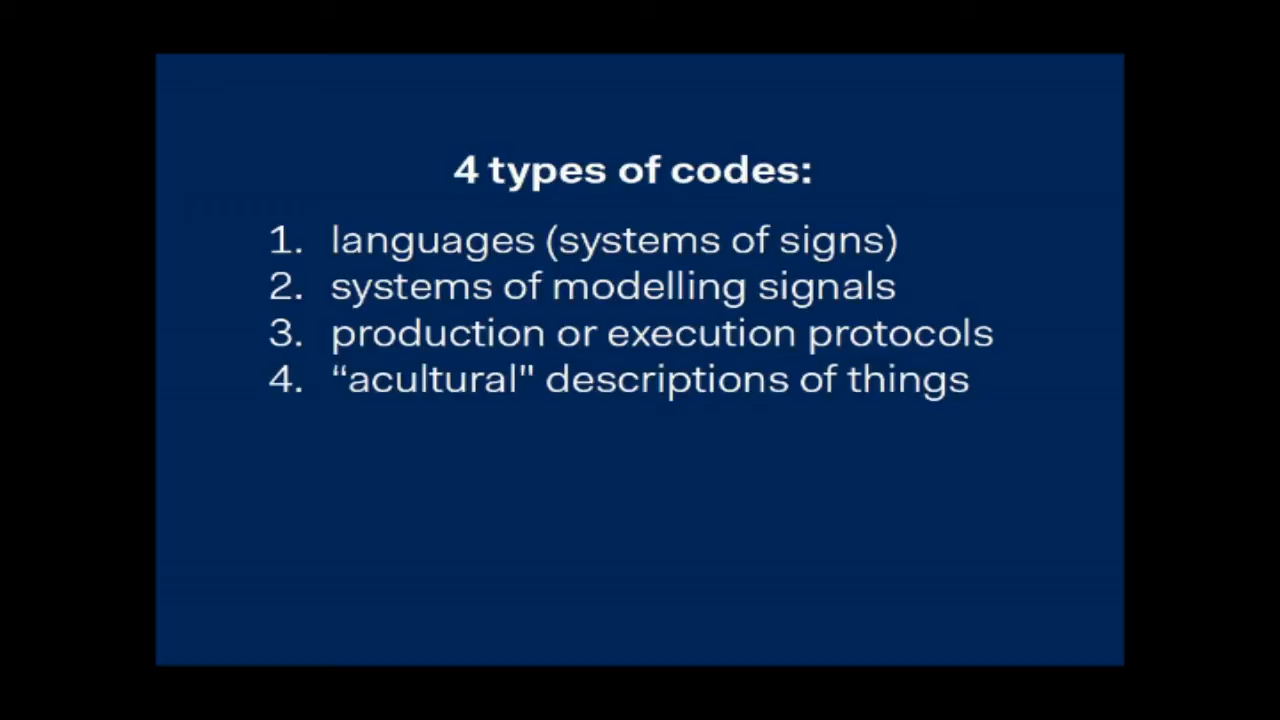 4 types of codes:
1. languages (systems of signs)
2. systems of modelling signals
3. production or execution protocols
4. “acultural" descriptions of things